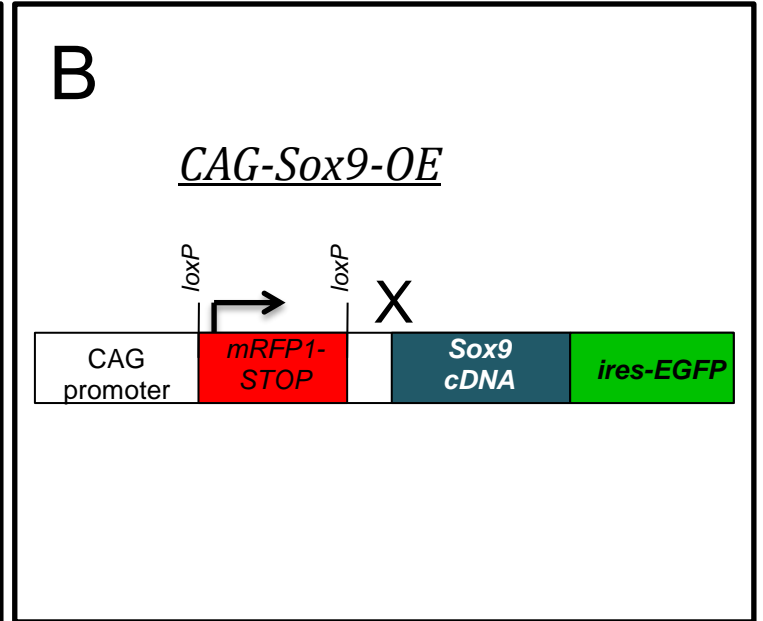 B
CAG-Sox9-OE
loxP
loxP
X
CAG
promoter
mRFP1-
STOP
Sox9
cDNA
ires-EGFP